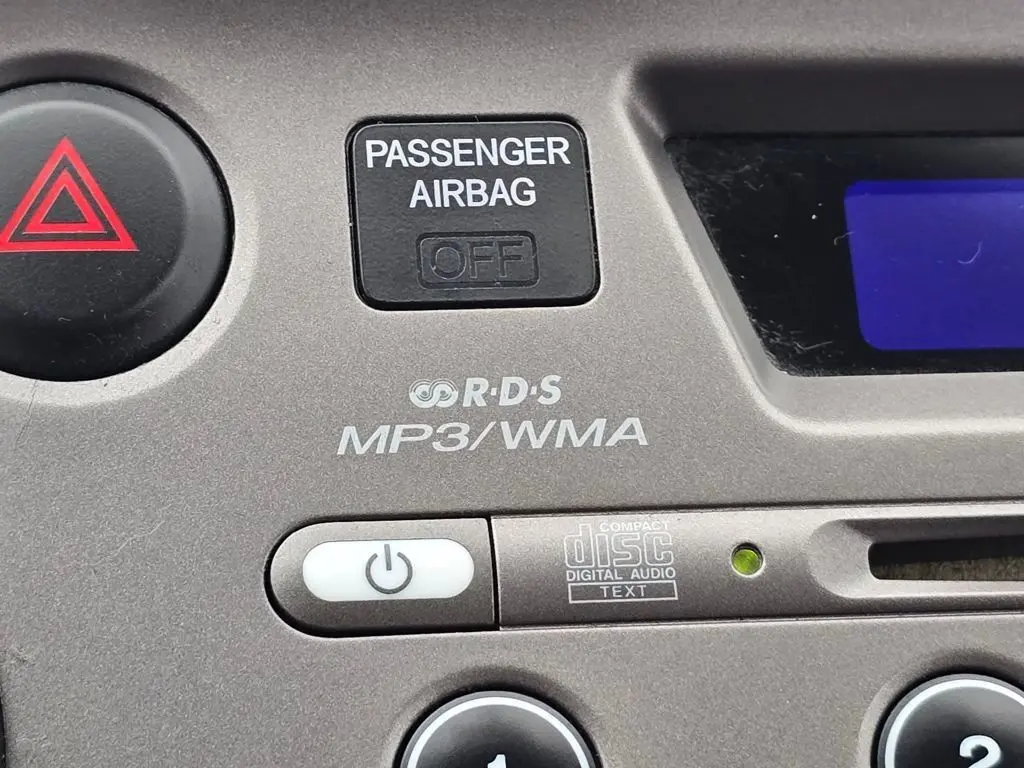 PASSENGER
AIRBAG
OFF
R·D·S
MP3/WMA
COMPACT
disc
DIGITAL AUDIO
TEXT
1
2